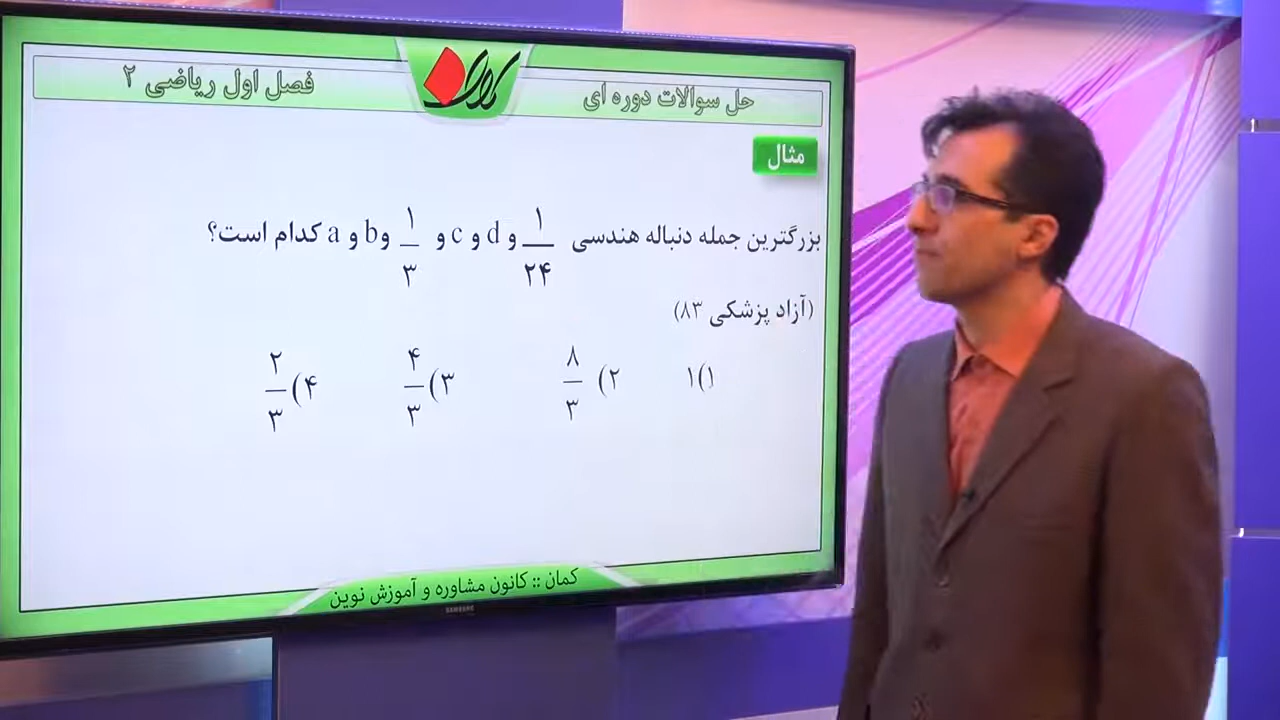 حل سوالات دوره ای
فصل اول ریاضی ۲
کمان
مثال
بزرگترین جمله دنباله هندسی ۱/۲۴ و d و c و ۱/۳ و b و a کدام است؟
(آزاد پزشکی ۸۳)
۱)۱ ۲) ۸/۳ ۳) ۴/۳ ۴) ۲/۳
کمان :: کانون مشاوره و آموزش نوین
SAMSUNG